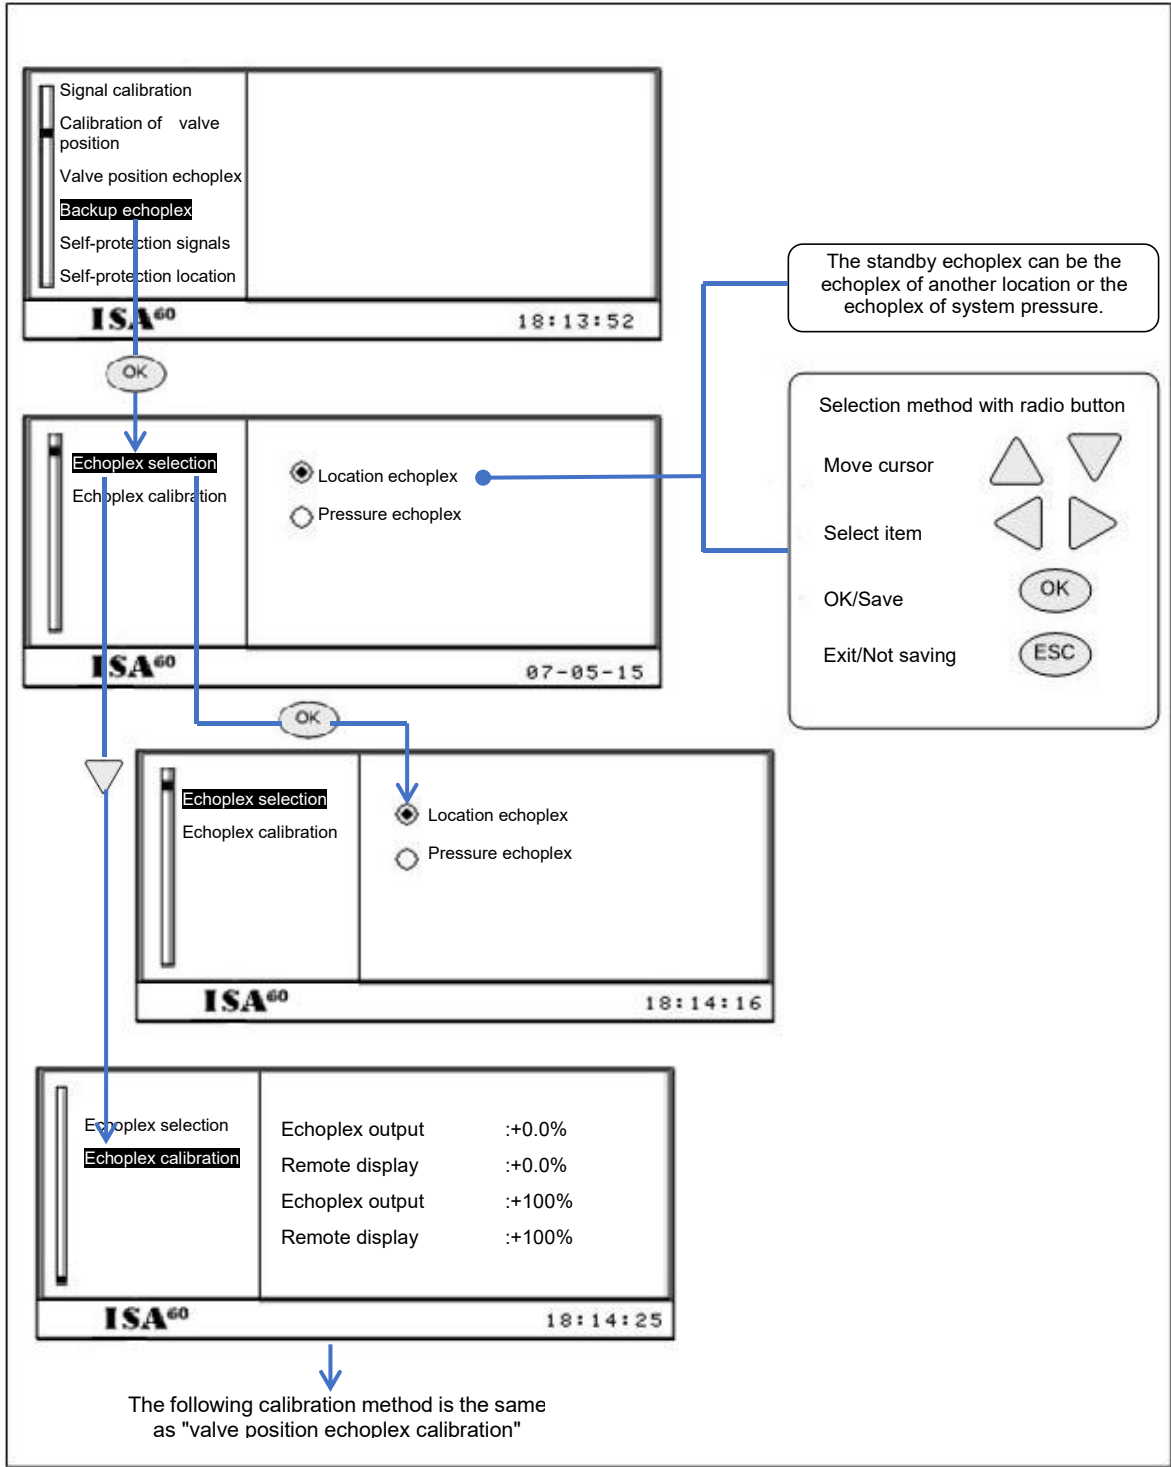 Signal calibration
Calibration of valve
position
Valve position echoplex
Backup echoplex
Self-protection signals
Self-protection location
ISA60
18:13:52
OK
The standby echoplex can be the
echoplex of another location or the
echoplex of system pressure.
Selection method with radio button
Move cursor
Select item
OK/Save
OK
Exit/Not saving
ESC
Echoplex selection
Echoplex calibration
Location echoplex
Pressure echoplex
ISA60
07-05-15
OK
Echoplex selection
Echoplex calibration
Location echoplex
Pressure echoplex
ISA60
18:14:16
Echoplex selection
Echoplex calibration
Echoplex output :+0.0%
Remote display :+0.0%
Echoplex output :+100%
Remote display :+100%
ISA60
18:14:25
The following calibration method is the same
as "valve position echoplex calibration"